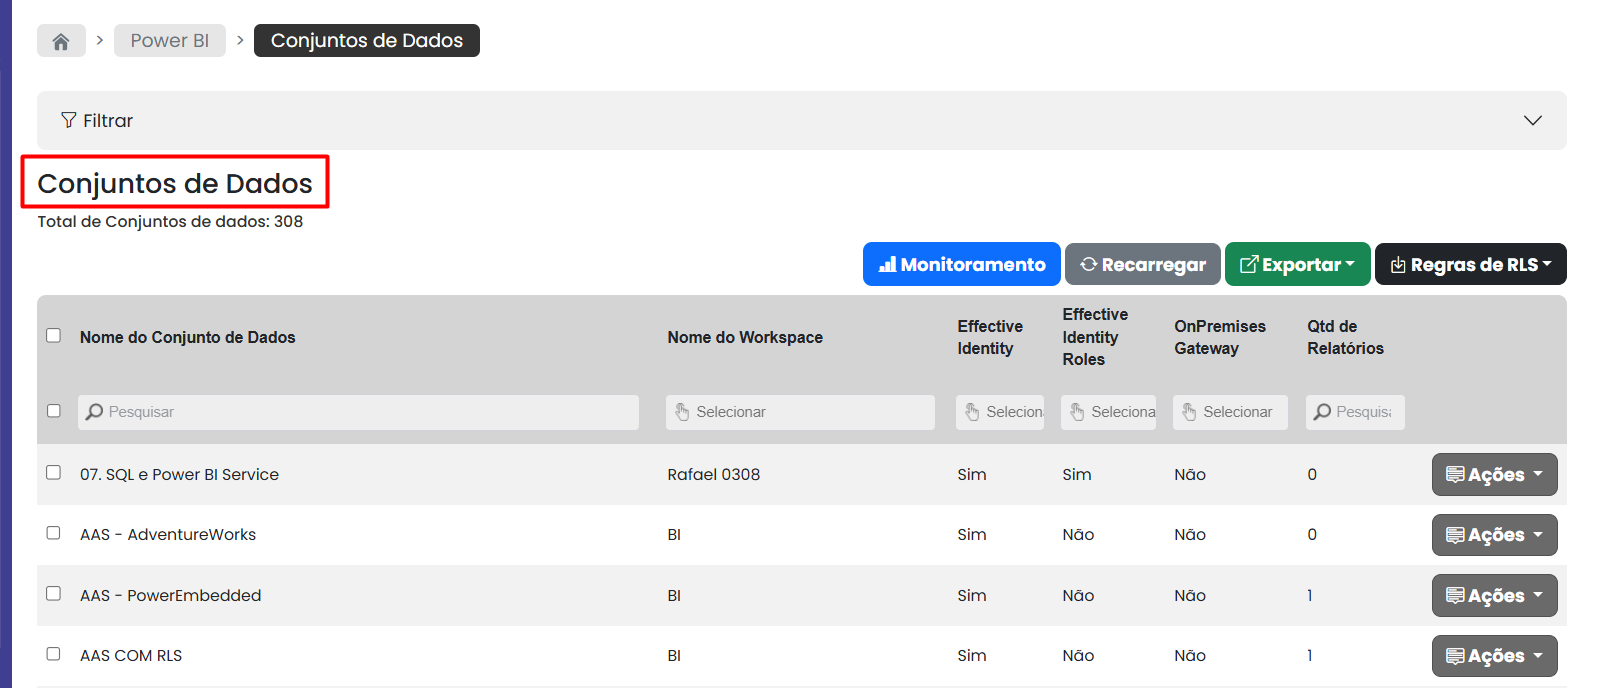 > Power BI > Conjuntos de Dados
Filtrar
Conjuntos de Dados
Total de Conjuntos de dados: 308
Monitoramento Recarregar Exportar Regras de RLS
Nome do Conjunto de Dados Nome do Workspace Effective Identity Effective Identity Roles OnPremises Gateway Qtd de Relatórios
Pesquisar Selecionar Selecion Seleciona Selecionar Pesquisa
07. SQL e Power BI Service Rafael 0308 Sim Sim Não 0 Ações
AAS - AdventureWorks BI Sim Não Não 0 Ações
AAS - PowerEmbedded BI Sim Não Não 1 Ações
AAS COM RLS BI Sim Não Não 1 Ações